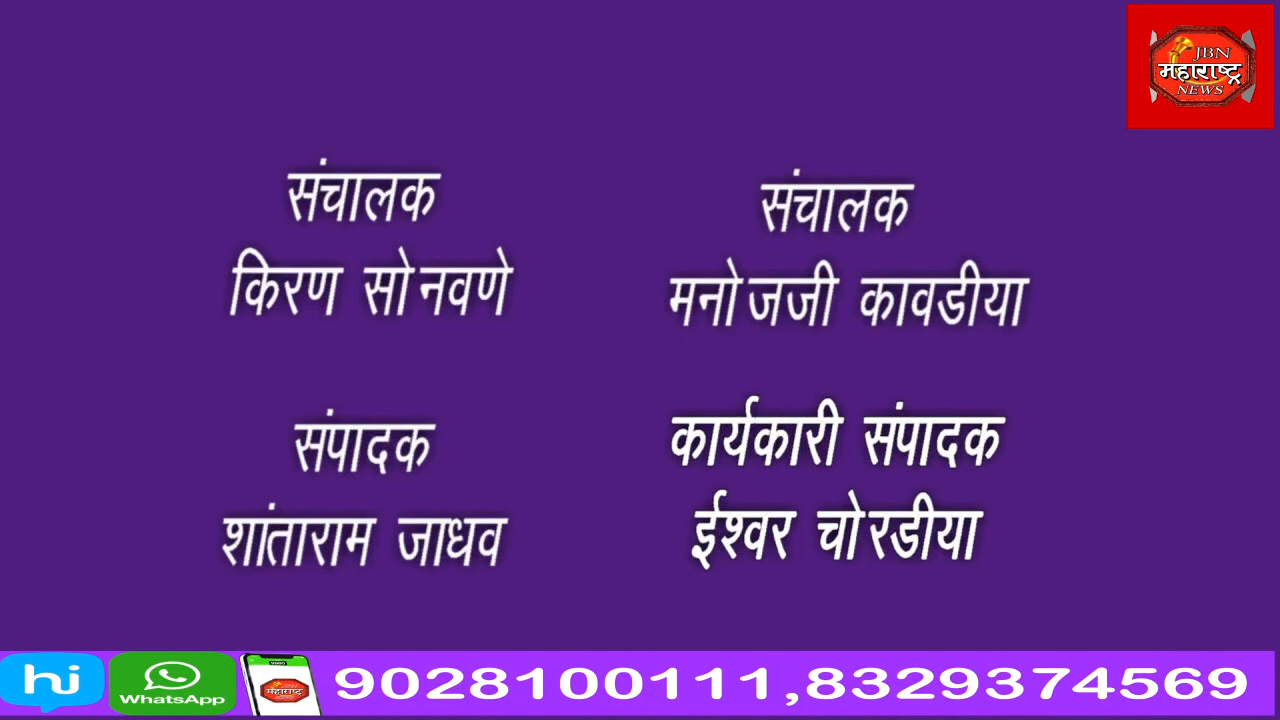 JBN
महाराष्ट्र
NEWS
संचालक
किरण सोनवणे
संचालक
मनोजजी कावडीया
संपादक
शांताराम जाधव
कार्यकारी संपादक
ईश्वर चोरडीया
hi
WhatsApp
महाराष्ट्र
9028100111,8329374569